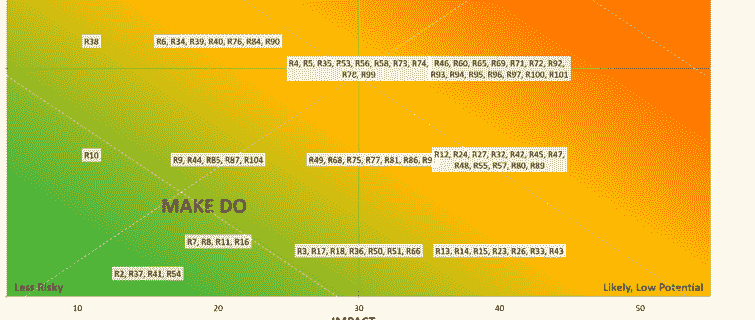 R38
R6, R34, R39, R40, R76, R84, R90
R4, R5, R35, R53, R56, R58, R73, R74,
R78, R99
R46, R60, R65, R69, R71, R72, R92,
R93, R94, R95, R96, R97, R100, R101
R10
R9, R44, R85, R87, R104
R49, R68, R75, R77, R81, R86, R9
R12, R24, R27, R32, R42, R45, R47,
R48, R55, R57, R80, R89
MAKE DO
R7, R8, R11, R16
R3, R17, R18, R36, R50, R51, R66
R13, R14, R15, R23, R26, R33, R43
R2, R37, R41, R54
Less Risky
Likely, Low Potential
10 20 30 40 50
IMPACT